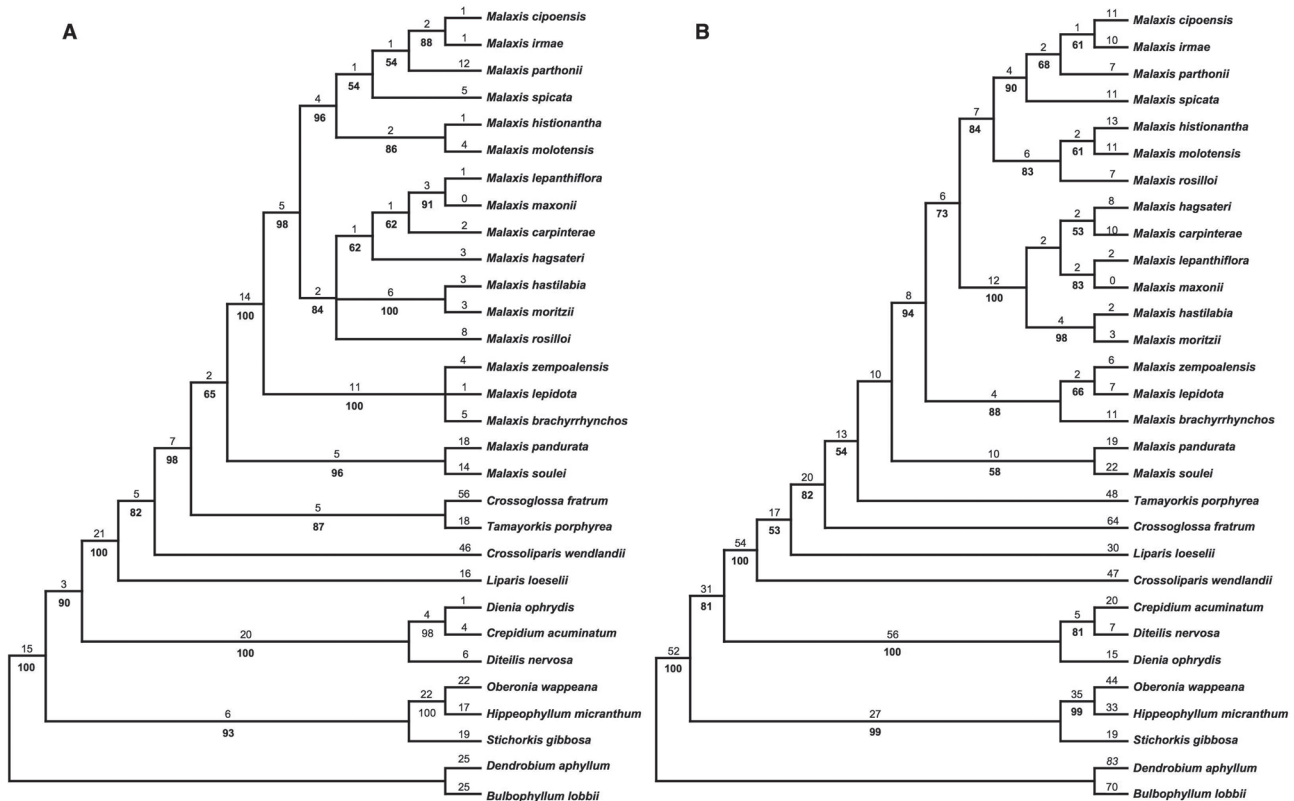 A
1
2
Malaxis cipoensis
88
1
Malaxis irmae
1
54
12
Malaxis parthonii
1
54
5
Malaxis spicata
4
96
1
Malaxis histionantha
2
86
4
Malaxis molotensis
1
Malaxis lepanthiflora
3
91
0
Malaxis maxonii
1
62
2
Malaxis carpinterae
1
62
3
Malaxis hagsateri
5
98
3
Malaxis hastilabia
6
100
3
Malaxis moritzii
2
84
8
Malaxis rosilloi
14
100
4
Malaxis zempoalensis
11
100
1
Malaxis lepidota
5
Malaxis brachyrrhynchos
2
65
18
Malaxis pandurata
5
96
14
Malaxis soulei
7
98
56
Crossoglossa fratrum
5
87
18
Tamayorkis porphyrea
5
82
46
Crossoliparis wendlandii
21
100
16
Liparis loeselii
3
90
1
Dienia ophrydis
4
98
4
Crepidium acuminatum
20
100
6
Diteilis nervosa
15
100
22
Oberonia wappeana
22
100
17
Hippeophyllum micranthum
6
93
19
Stichorkis gibbosa
25
Dendrobium aphyllum
25
Bulbophyllum lobbii
B
11
Malaxis cipoensis
1
61
10
Malaxis irmae
2
68
7
Malaxis parthonii
4
90
11
Malaxis spicata
7
84
13
Malaxis histionantha
2
61
11
Malaxis molotensis
6
83
7
Malaxis rosilloi
6
73
8
Malaxis hagsateri
2
53
10
Malaxis carpinterae
2
2
Malaxis lepanthiflora
2
83
0
Malaxis maxonii
12
100
2
Malaxis hastilabia
4
98
3
Malaxis moritzii
8
94
6
Malaxis zempoalensis
2
66
7
Malaxis lepidota
4
88
11
Malaxis brachyrrhynchos
10
19
Malaxis pandurata
10
58
22
Malaxis soulei
13
54
48
Tamayorkis porphyrea
20
82
64
Crossoglossa fratrum
17
53
30
Liparis loeselii
54
100
47
Crossoliparis wendlandii
31
81
20
Crepidium acuminatum
5
81
7
Diteilis nervosa
56
100
15
Dienia ophrydis
52
100
44
Oberonia wappeana
35
99
33
Hippeophyllum micranthum
27
99
19
Stichorkis gibbosa
83
Dendrobium aphyllum
70
Bulbophyllum lobbii